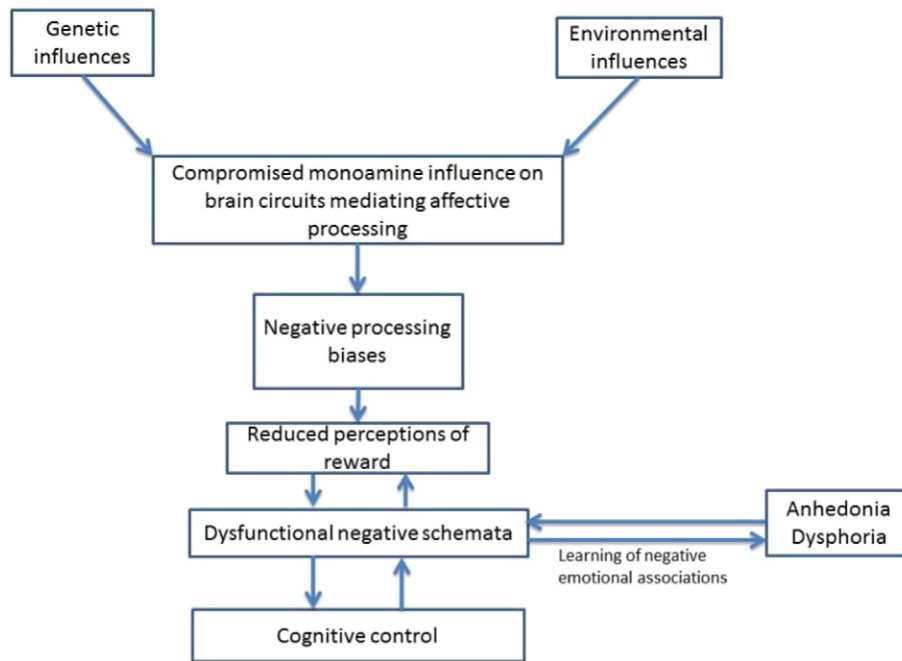 Genetic
influences
Environmental
influences
Compromised monoamine influence on
brain circuits mediating affective
processing
Negative processing
biases
Reduced perceptions of
reward
Dysfunctional negative schemata
Anhedonia
Dysphoria
Learning of negative
emotional associations
Cognitive control